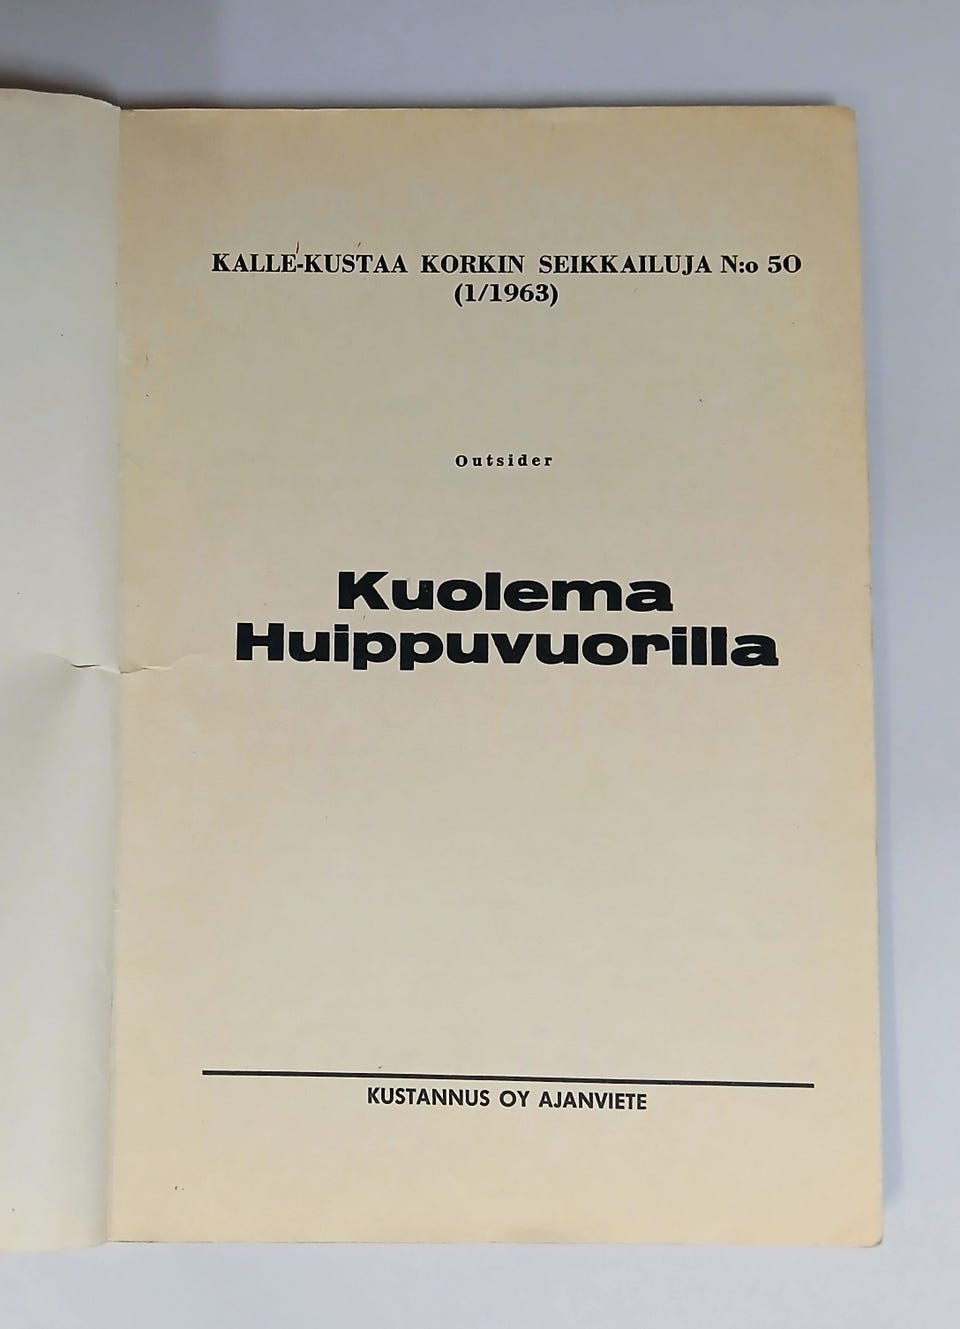 KALLE-KUSTAA KORKIN SEIKKAILUJA N:o 50
(1/1963)
Outsider
Kuolema
Huippuvuorilla
KUSTANNUS OY AJANVIETE